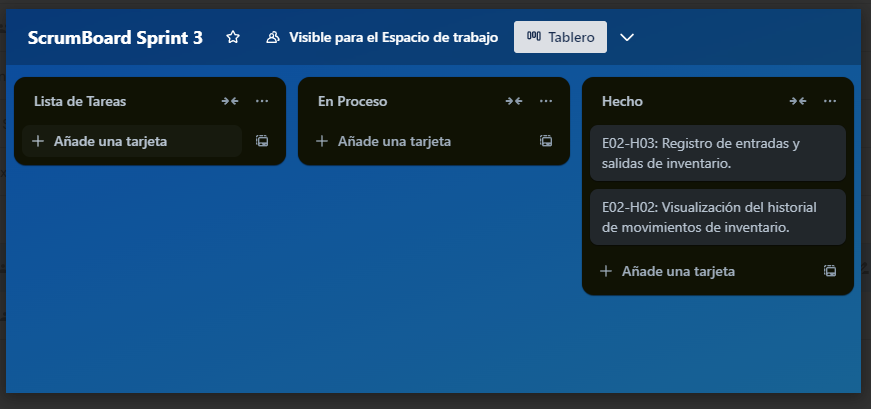 ScrumBoard Sprint 3
Visible para el Espacio de trabajo
Tablero
Lista de Tareas
Añade una tarjeta
En Proceso
Añade una tarjeta
Hecho
E02-H03: Registro de entradas y
salidas de inventario.
E02-H02: Visualización del historial
de movimientos de inventario.
Añade una tarjeta